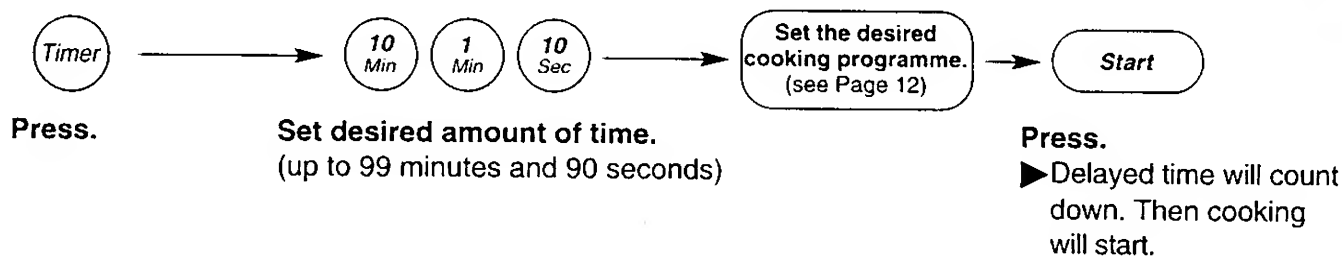 Timer
10
Min
1
Min
10
Sec
Set the desired
cooking programme.
(see Page 12)
Start
Press.
Set desired amount of time.
(up to 99 minutes and 90 seconds)
Press.
▶Delayed time will count
down. Then cooking
will start.